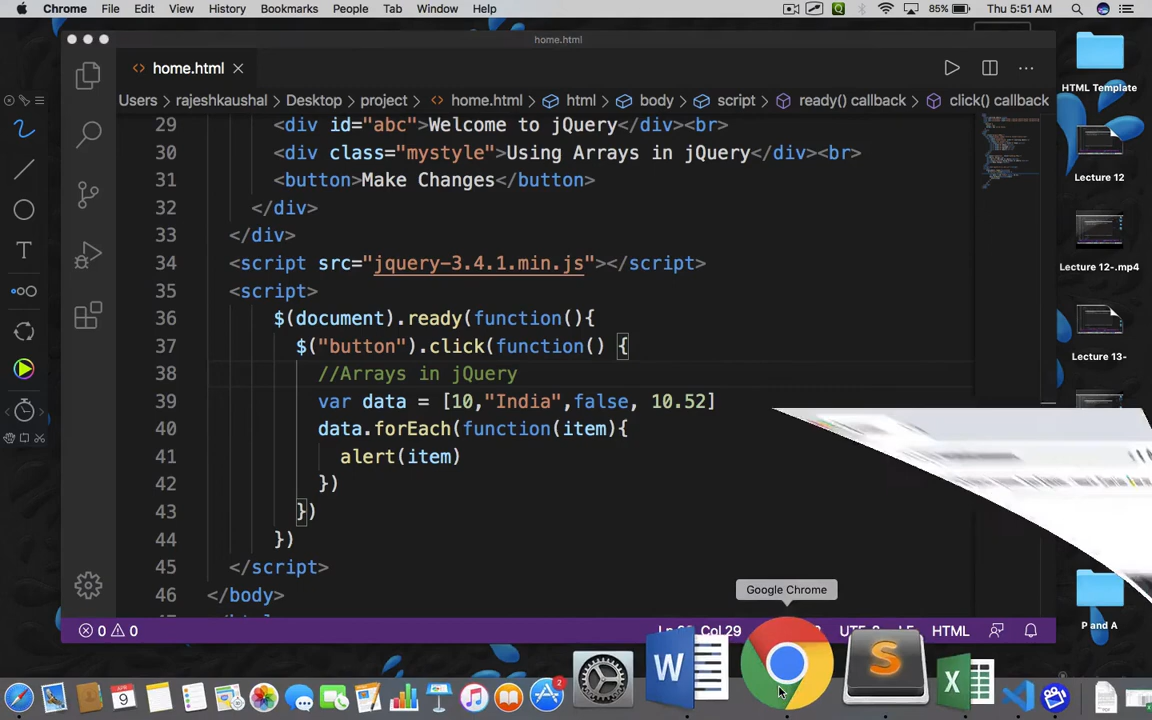 Chrome File Edit View History Bookmarks People Tab Window Help 85% Thu 5:51 AM
home.html
home.html
Users rajeshkaushal Desktop project home.html html body script ready() callback click() callback
29 <div id="abc">Welcome to jQuery</div><br>
30 <div class="mystyle">Using Arrays in jQuery</div><br>
31 <button>Make Changes</button>
32 </div>
33 </div>
34 <script src="jquery-3.4.1.min.js"></script>
35 <script>
36 $(document).ready(function(){
37 $("button").click(function() {
38 //Arrays in jQuery
39 var data = [10,"India",false, 10.52]
40 data.forEach(function(item){
41 alert(item)
42 })
43 })
44 })
45 </script>
46 </body>
0 0 Col 29 HTML
Google Chrome
HTML Template
Lecture 12
Lecture 12-.mp4
Lecture 13-
P and A
T
W
S
X
APR
9
2